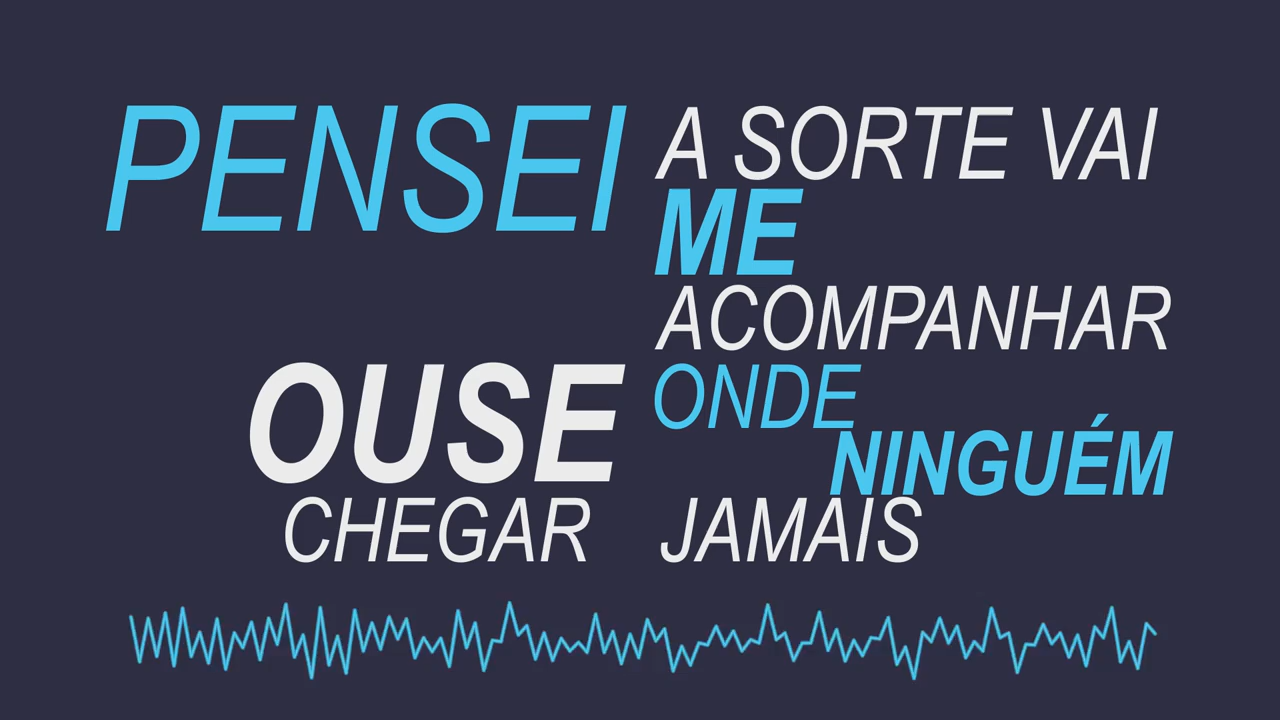 PENSEI
A SORTE VAI
ME
ACOMPANHAR
OUSE
CHEGAR
ONDE
NINGUÉM
JAMAIS